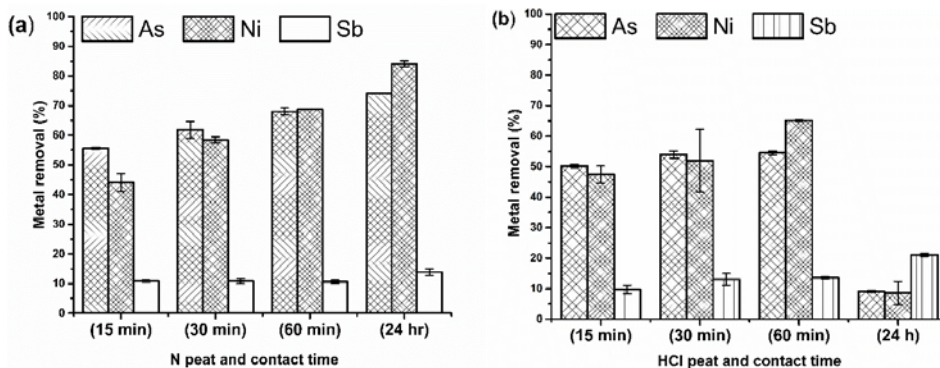 (a)
As Ni Sb
Metal removal (%)
100
90
80
70
60
50
40
30
20
10
0
(15 min) (30 min) (60 min) (24 hr)
N peat and contact time
(b)
As Ni Sb
Metal removal (%)
100
90
80
70
60
50
40
30
20
10
0
(15 min) (30 min) (60 min) (24 h)
HCl peat and contact time